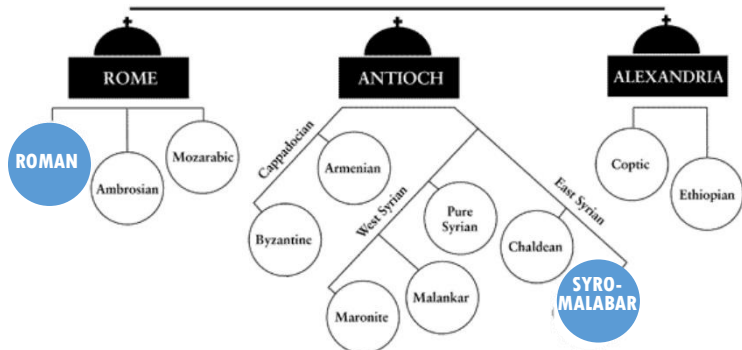 ROME
ANTIOCH
ALEXANDRIA
ROMAN
Ambrosian
Mozarabic
Cappadocian
Armenian
Byzantine
West Syrian
Pure
Syrian
Malankar
Maronite
East Syrian
Chaldean
SYRO-
MALABAR
Coptic
Ethiopian